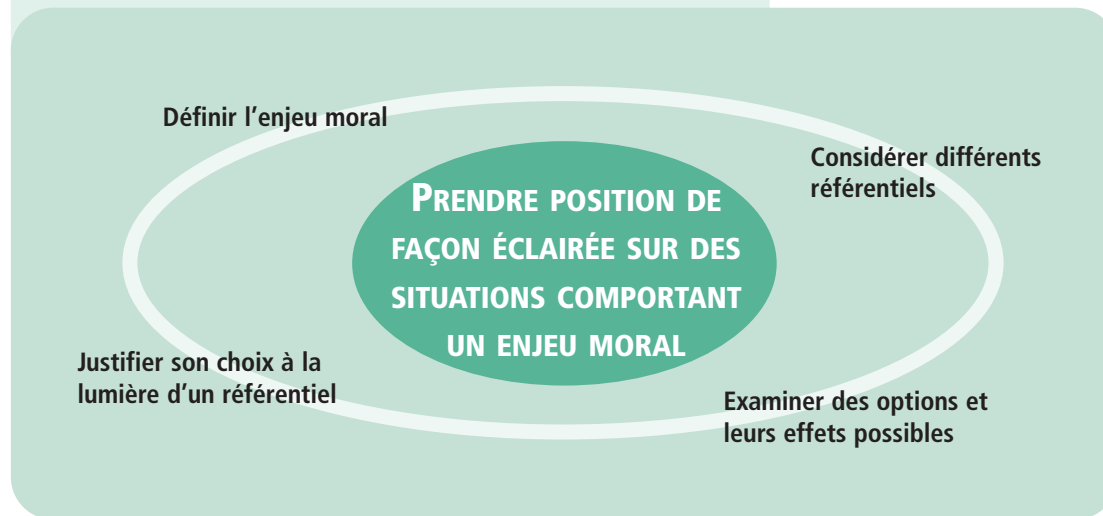 Définir l'enjeu moral
Considérer différents
référentiels
PRENDRE POSITION DE
FAÇON ÉCLAIRÉE SUR DES
SITUATIONS COMPORTANT
UN ENJEU MORAL
Justifier son choix à la
lumière d'un référentiel
Examiner des options et
leurs effets possibles